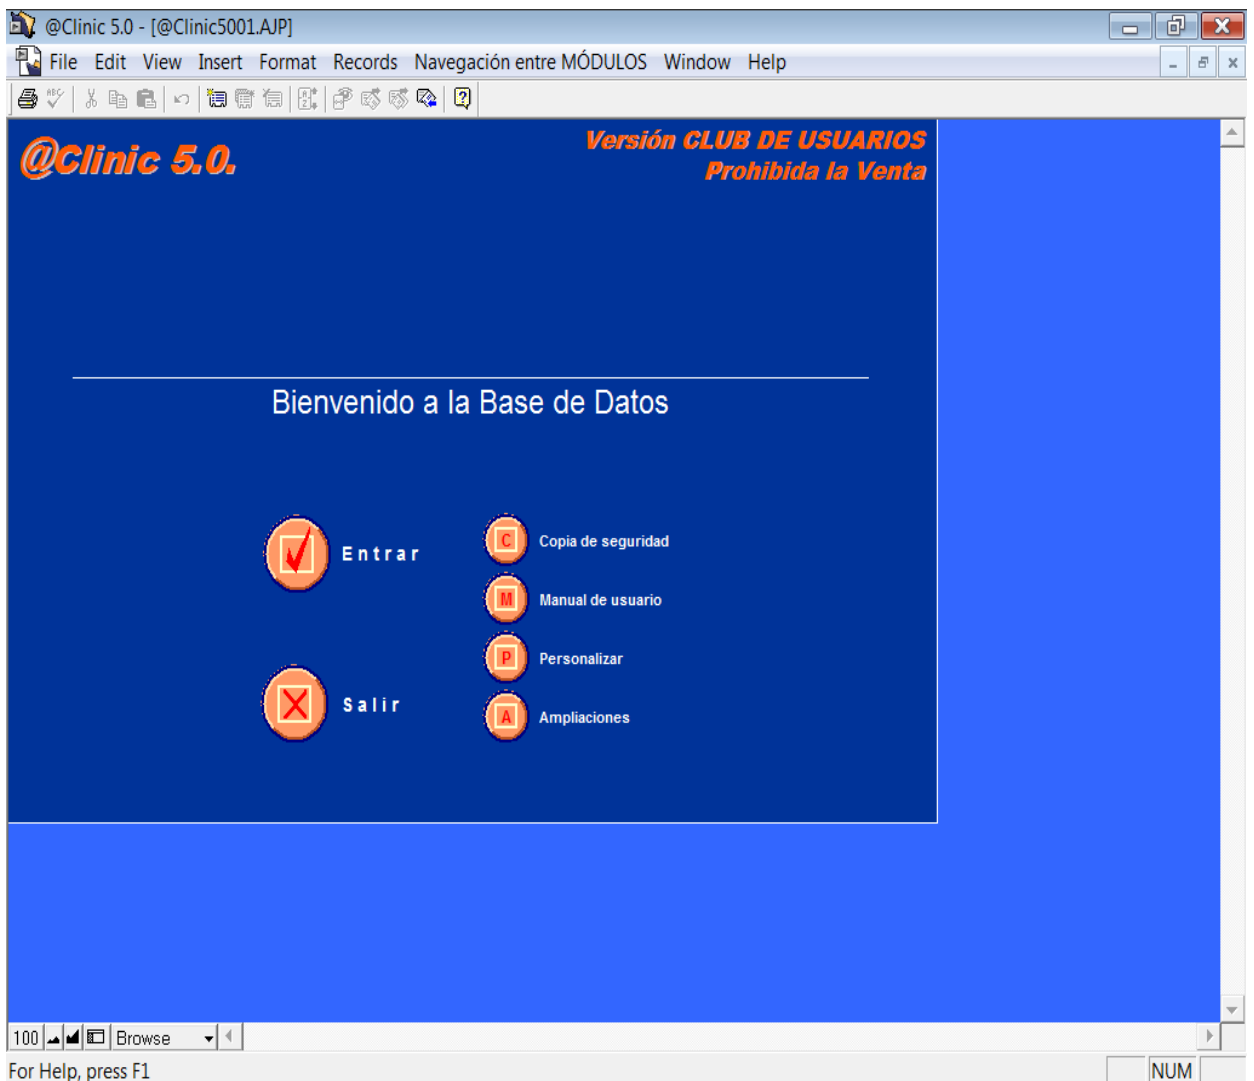 @Clinic 5.0 - [@Clinic5001.AJP]
File Edit View Insert Format Records Navegación entre MÓDULOS Window Help
@Clinic 5.0.
Versión CLUB DE USUARIOS
Prohibida la Venta
Bienvenido a la Base de Datos
Entrar
Salir
C Copia de seguridad
M Manual de usuario
P Personalizar
A Ampliaciones
100 Browse
For Help, press F1
NUM